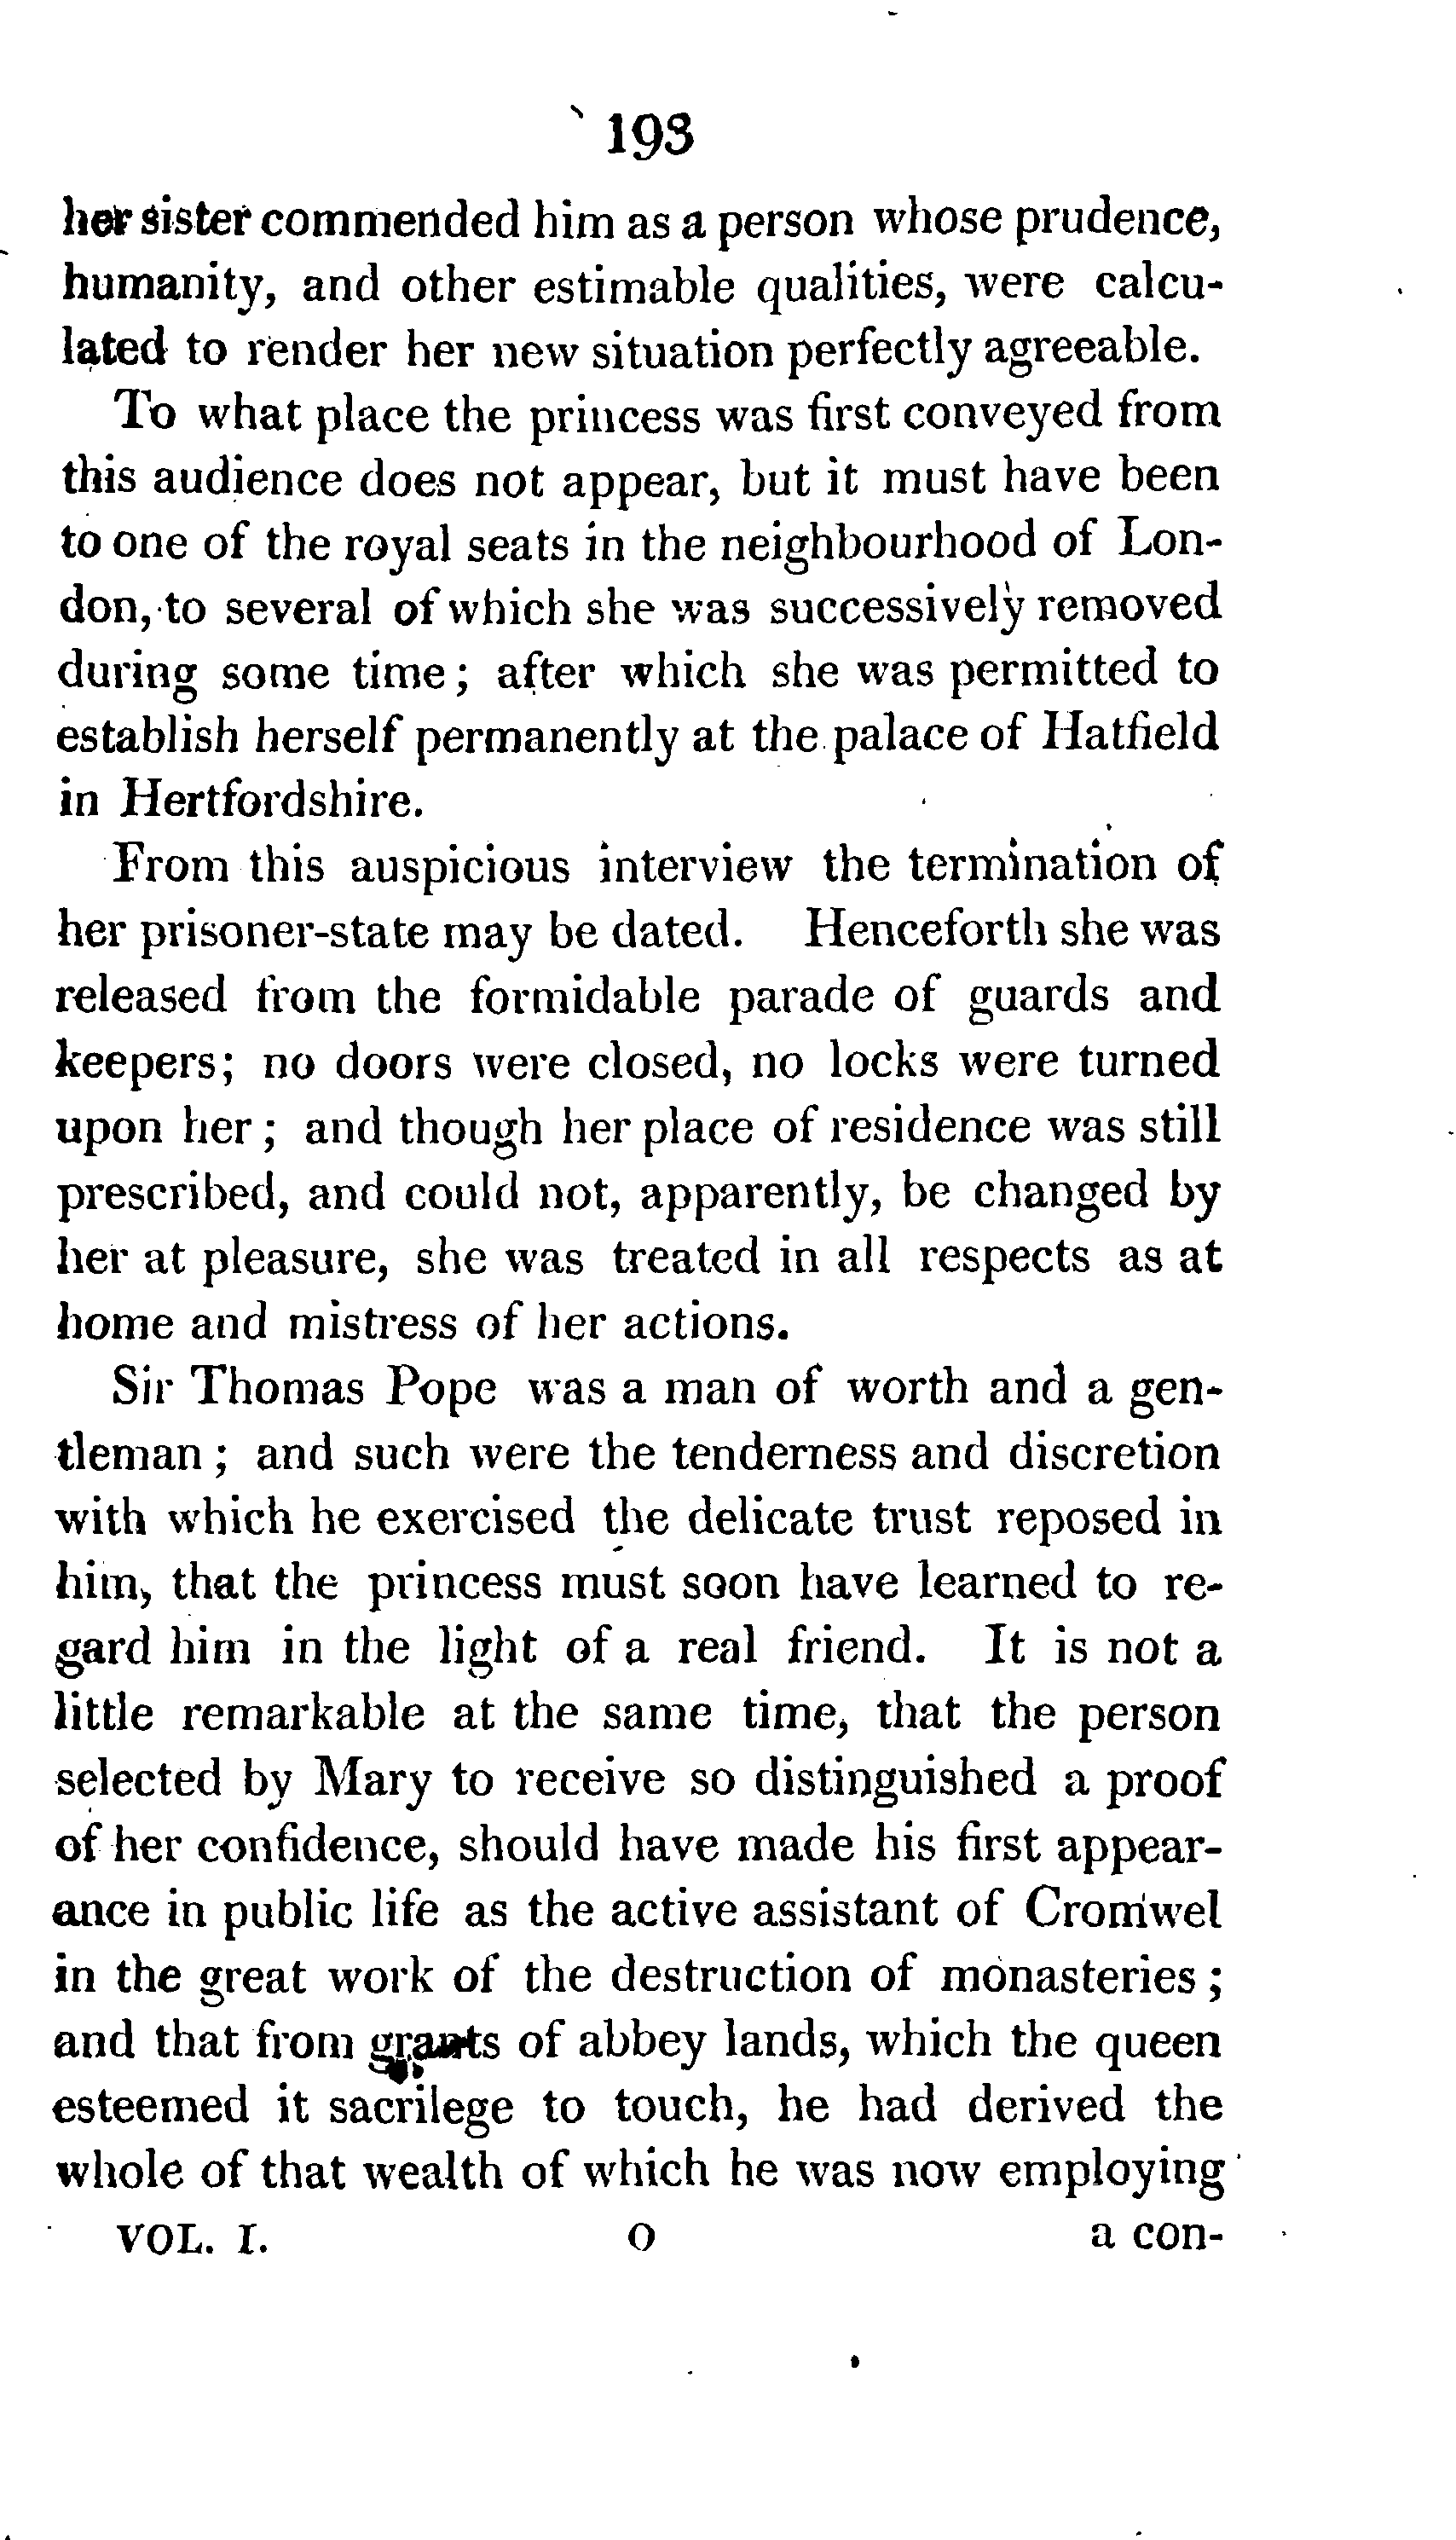 193
her sister commended him as a person whose prudence,
humanity, and other estimable qualities, were calcu-
lated to render her new situation perfectly agreeable.
To what place the princess was first conveyed from
this audience does not appear, but it must have been
to one of the royal seats in the neighbourhood of Lon-
don, to several of which she was successively removed
during some time; after which she was permitted to
establish herself permanently at the palace of Hatfield
in Hertfordshire.
From this auspicious interview the termination of
her prisoner-state may be dated. Henceforth she was
released from the formidable parade of guards and
keepers; no doors were closed, no locks were turned
upon her; and though her place of residence was still
prescribed, and could not, apparently, be changed by
her at pleasure, she was treated in all respects as at
home and mistress of her actions.
Sir Thomas Pope was a man of worth and a gen-
tleman; and such were the tenderness and discretion
with which he exercised the delicate trust reposed in
him, that the princess must soon have learned to re-
gard him in the light of a real friend. It is not a
little remarkable at the same time, that the person
selected by Mary to receive so distinguished a proof
of her confidence, should have made his first appear-
ance in public life as the active assistant of Cromwel
in the great work of the destruction of monasteries;
and that from grants of abbey lands, which the queen
esteemed it sacrilege to touch, he had derived the
whole of that wealth of which he was now employing
VOL. I. O a con-